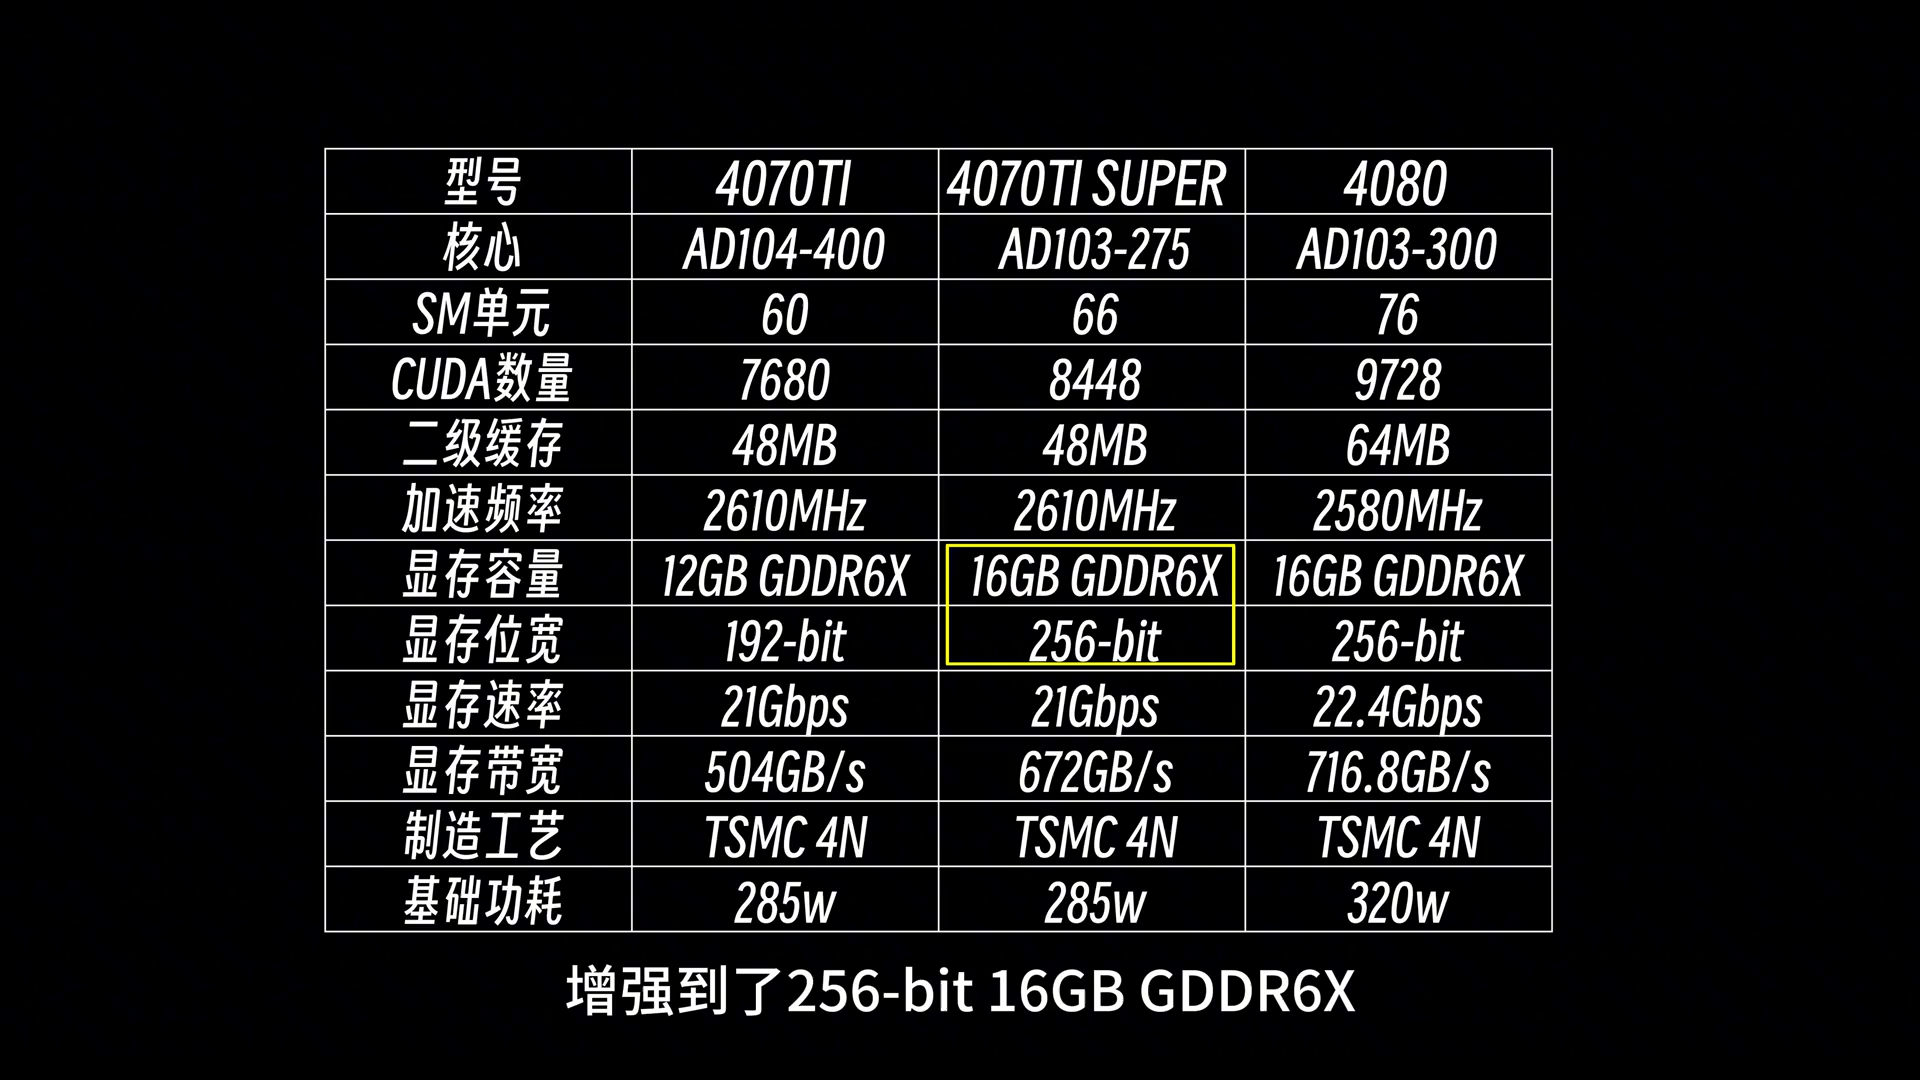 型号 4070TI 4070TI SUPER 4080
核心 AD104-400 AD103-275 AD103-300
SM单元 60 66 76
CUDA数量 7680 8448 9728
二级缓存 48MB 48MB 64MB
加速频率 2610MHz 2610MHz 2580MHz
显存容量 12GB GDDR6X 16GB GDDR6X 16GB GDDR6X
显存位宽 192-bit 256-bit 256-bit
显存速率 21Gbps 21Gbps 22.4Gbps
显存带宽 504GB/s 672GB/s 716.8GB/s
制造工艺 TSMC 4N TSMC 4N TSMC 4N
基础功耗 285w 285w 320w
增强到了256-bit 16GB GDDR6X